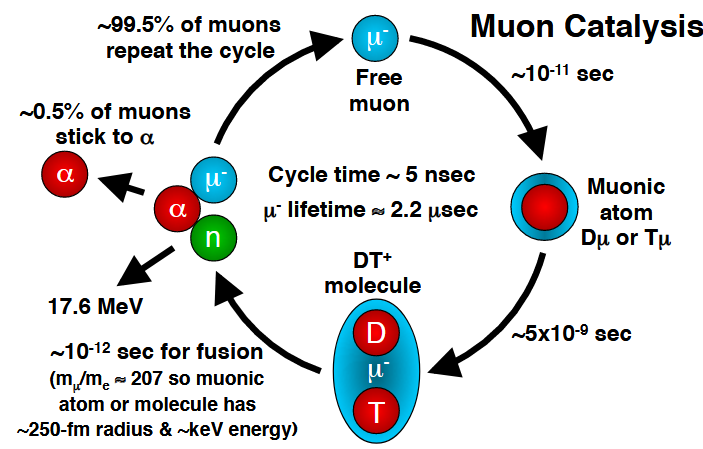 Muon Catalysis
~99.5% of muons
repeat the cycle
μ-
Free
muon
~10-11 sec
~0.5% of muons
stick to α
α
μ-
α
n
Cycle time ~ 5 nsec
μ- lifetime ≈ 2.2 μsec
Muonic
atom
Dμ or Tμ
17.6 MeV
DT+
molecule
D
μ-
T
~5x10-9 sec
~10-12 sec for fusion
(mμ/me ≈ 207 so muonic
atom or molecule has
~250-fm radius & ~keV energy)